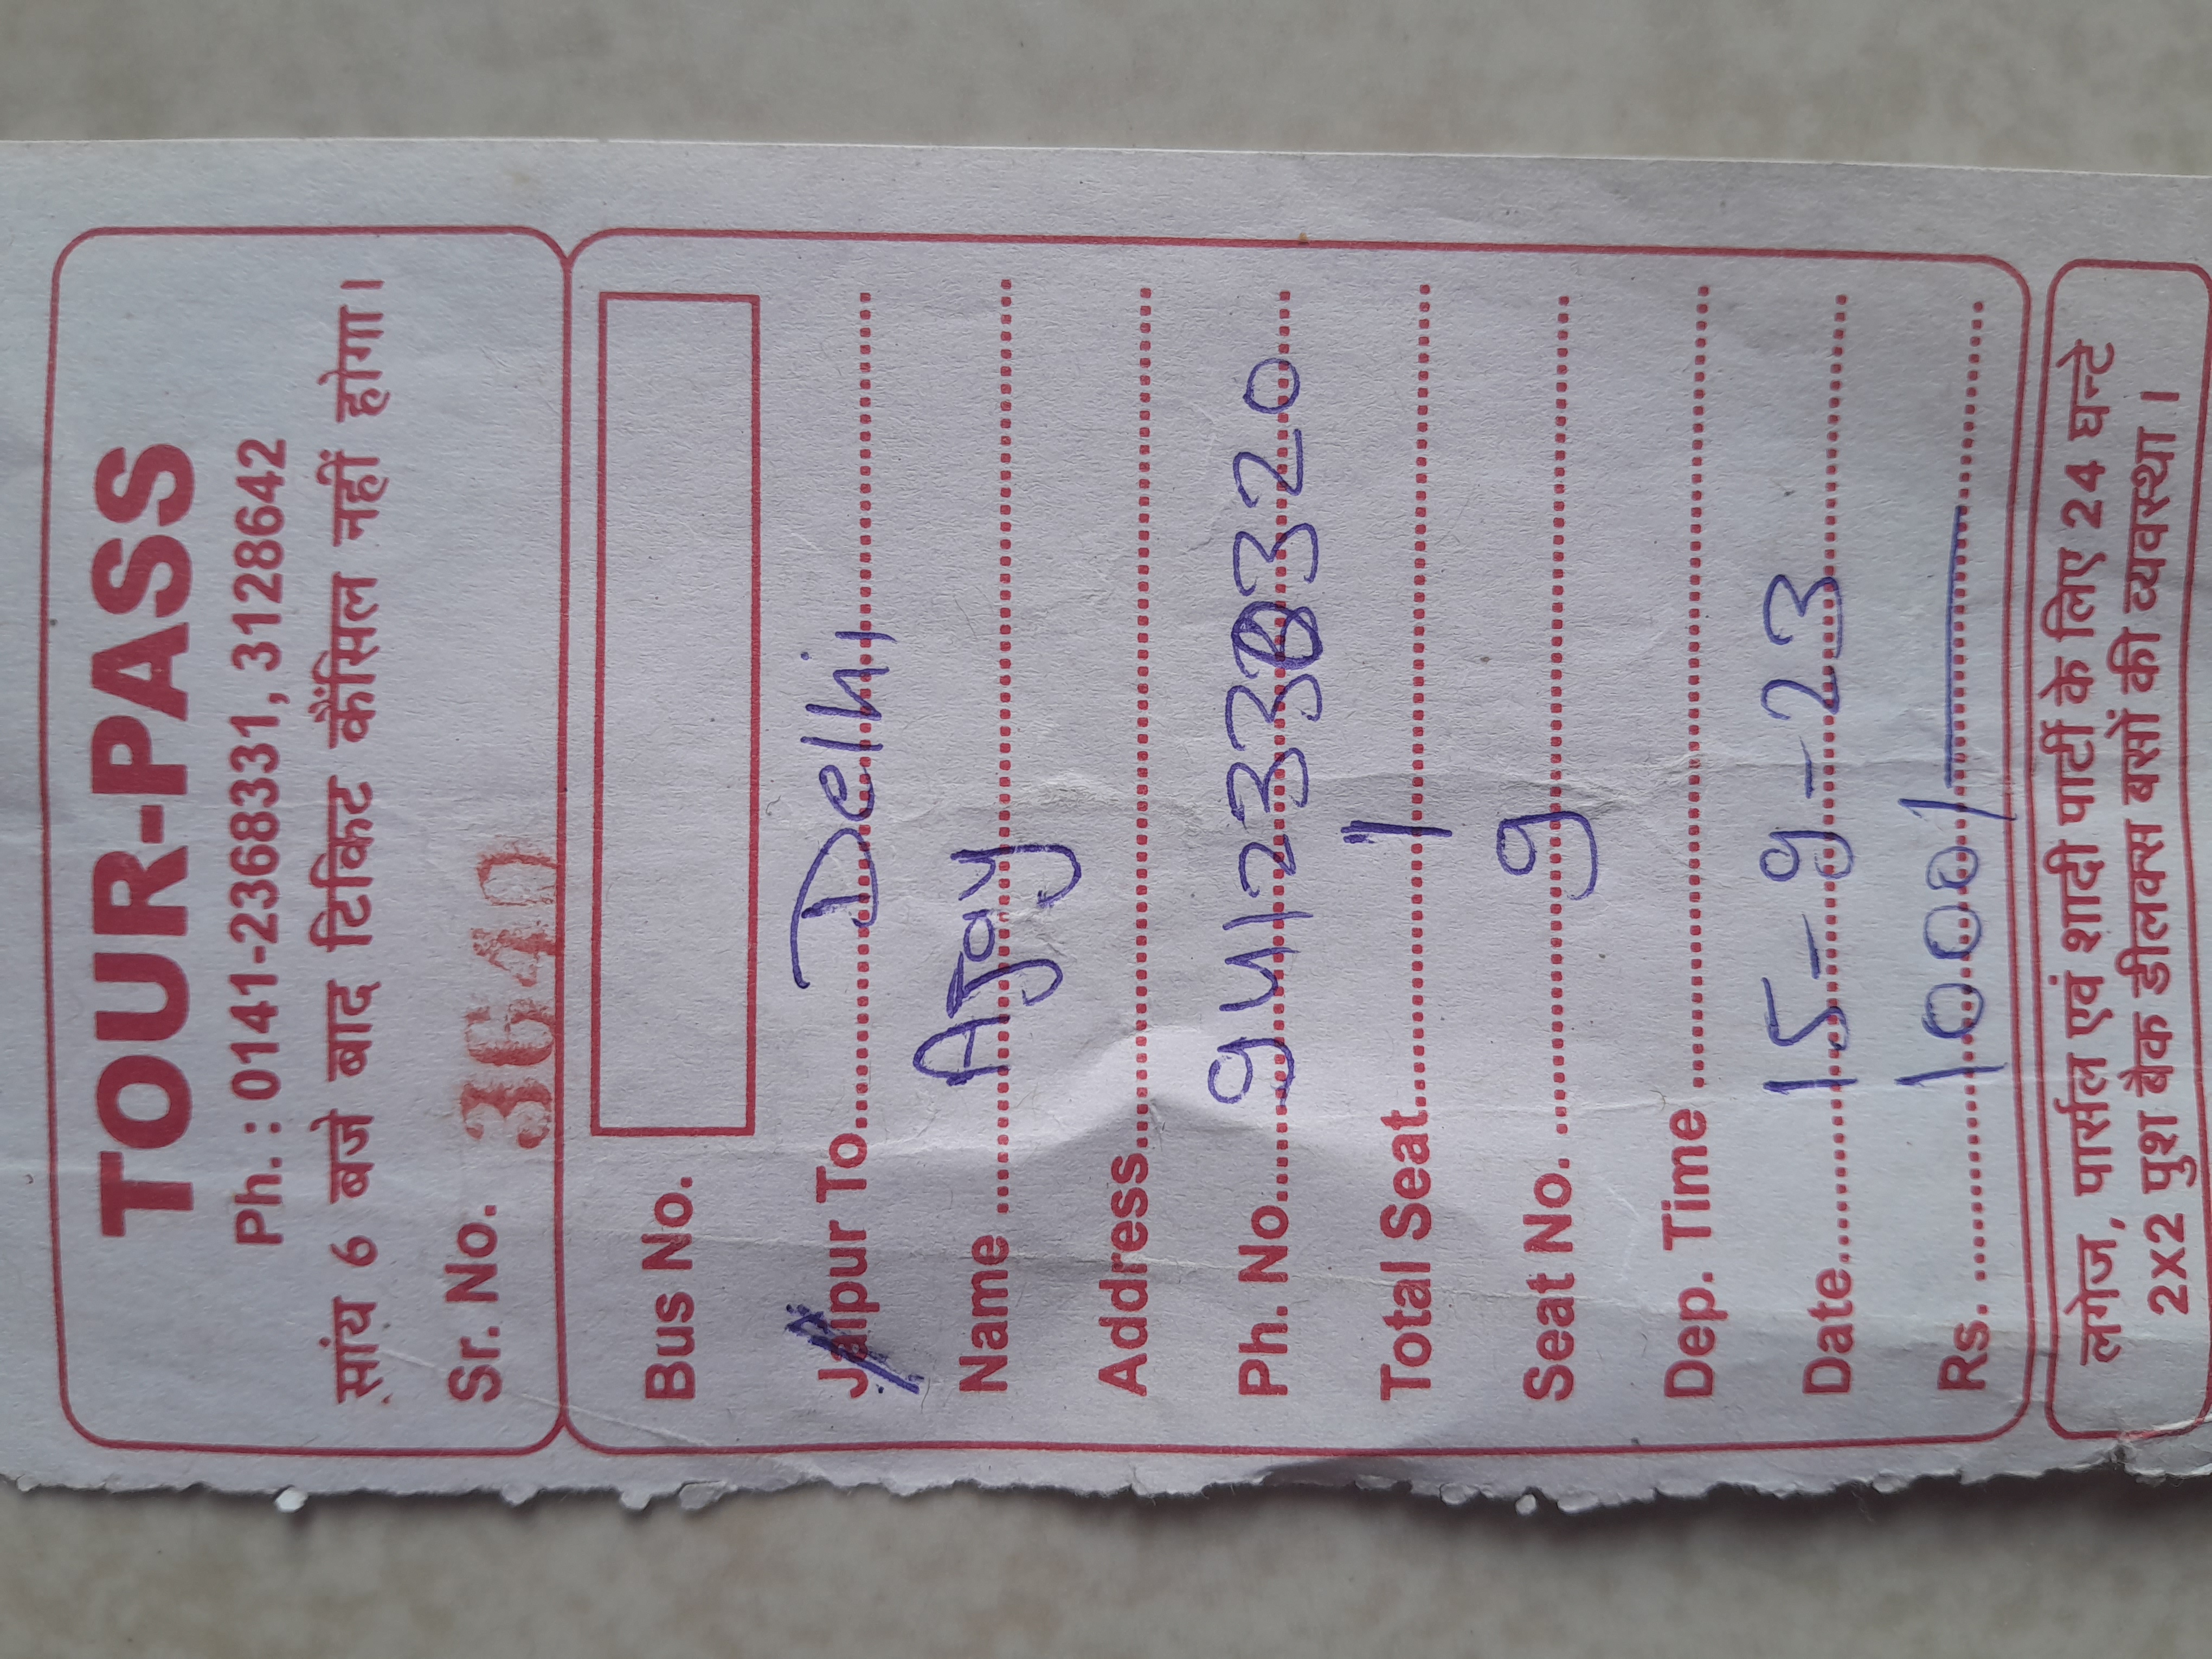 TOUR-PASS
Ph. : 0141-2368331, 3128642
सांय 6 बजे बाद टिकिट कैंसिल नहीं होगा।
Sr. No. 3640
Bus No.
Jaipur To Delhi
Name Ajay
Address
Ph. No.
Total Seat 1
Seat No. 9
Dep. Time
Date 15-9-23
Rs. 1000/-
लगेज, पार्सल एवं शादी पार्टी के लिए 24 घन्टे
2x2 पुश बैक डीलक्स बसों की व्यवस्था।